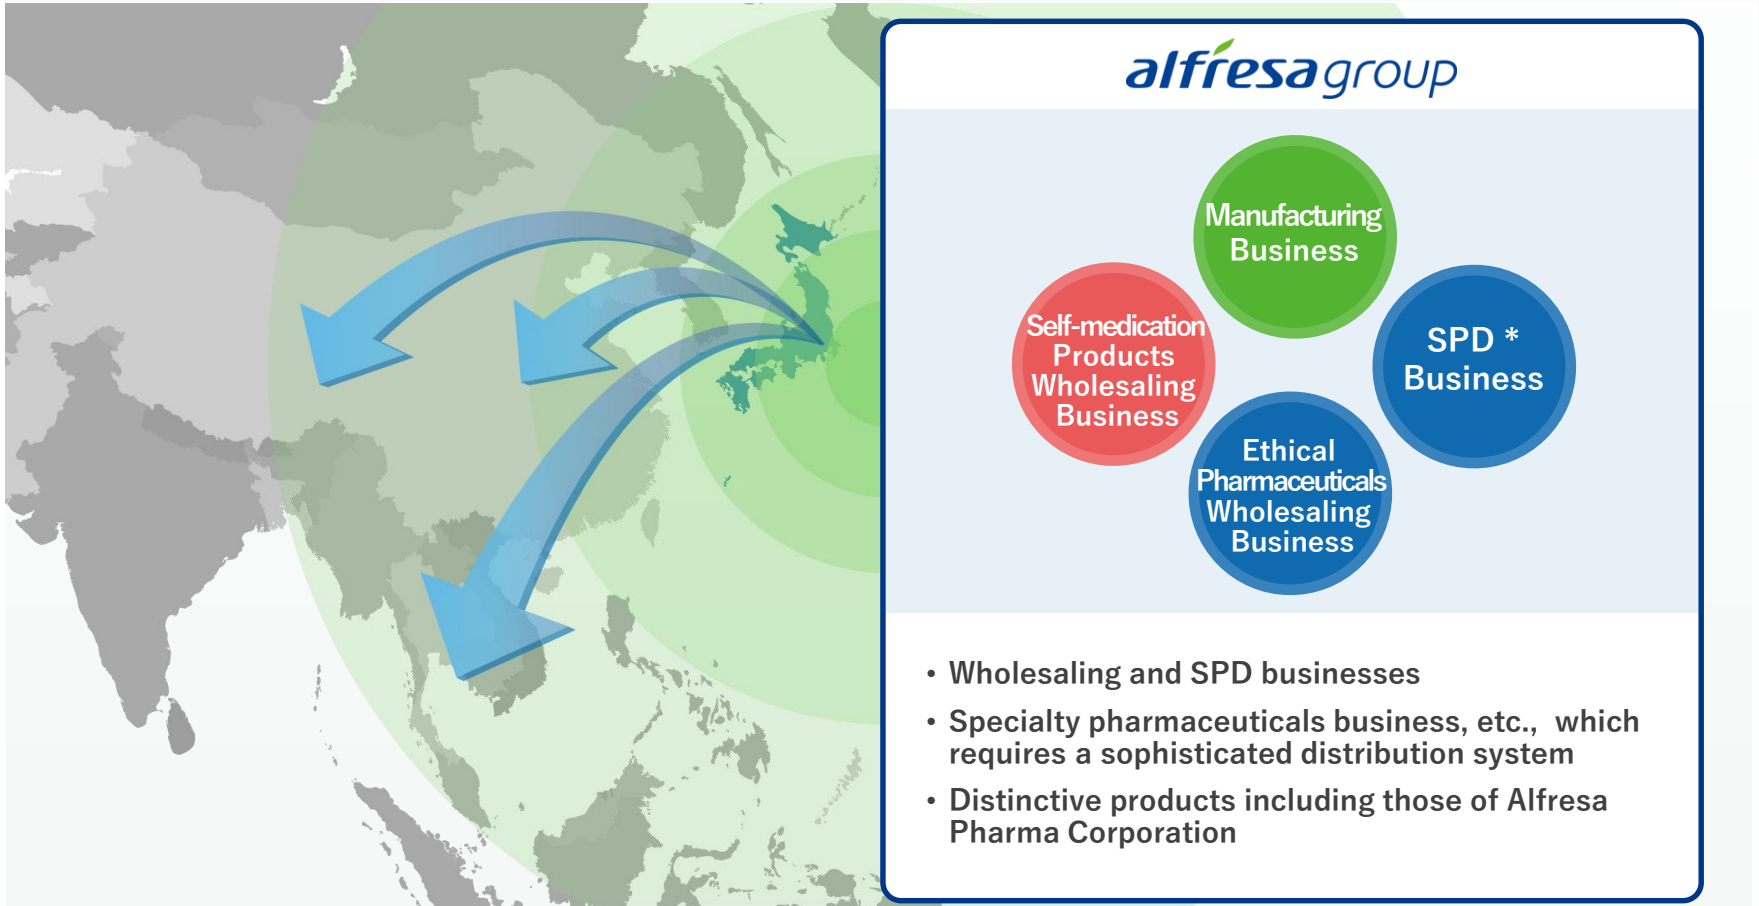 alfresa group
Manufacturing
Business
Self-medication
Products
Wholesaling
Business
SPD *
Business
Ethical
Pharmaceuticals
Wholesaling
Business
• Wholesaling and SPD businesses
• Specialty pharmaceuticals business, etc., which
requires a sophisticated distribution system
• Distinctive products including those of Alfresa
Pharma Corporation